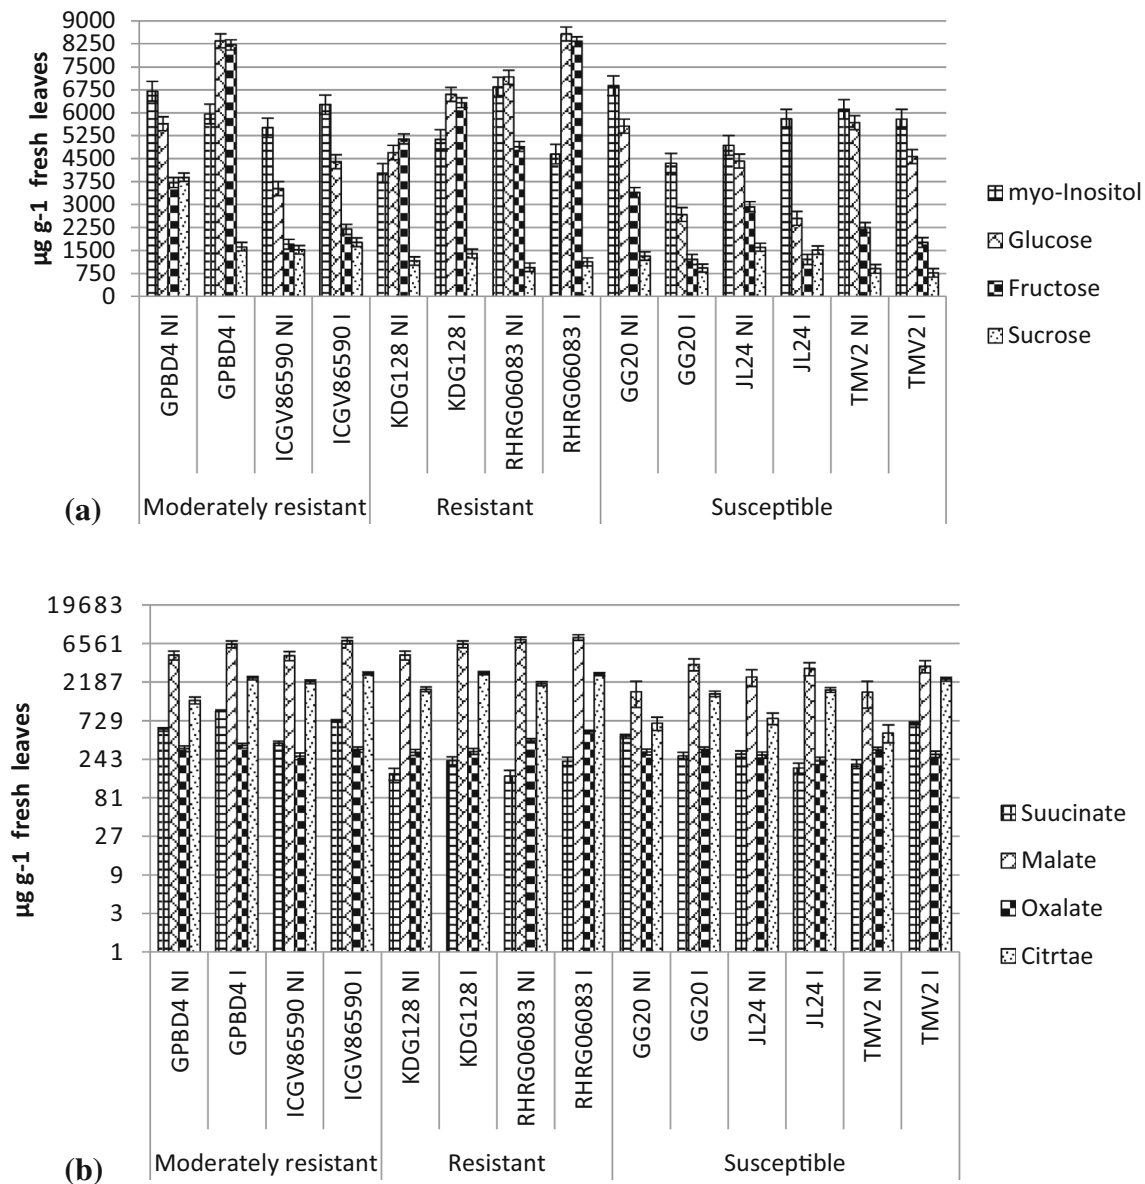 µg g-1 fresh leaves
9000
8250
7500
6750
6000
5250
4500
3750
3000
2250
1500
750
0
GPBD4 NI
GPBD4 I
ICGV86590 NI
ICGV86590 I
KDG128 NI
KDG128 I
RHRG06083 NI
RHRG06083 I
GG20 NI
GG20 I
JL24 NI
JL24 I
TMV2 NI
TMV2 I
Moderately resistant
Resistant
Susceptible
myo-Inositol
Glucose
Fructose
Sucrose
(a)
µg g-1 fresh leaves
19683
6561
2187
729
243
81
27
9
3
1
GPBD4 NI
GPBD4 I
ICGV86590 NI
ICGV86590 I
KDG128 NI
KDG128 I
RHRG06083 NI
RHRG06083 I
GG20 NI
GG20 I
JL24 NI
JL24 I
TMV2 NI
TMV2 I
Moderately resistant
Resistant
Susceptible
Suucinate
Malate
Oxalate
Citrtae
(b)